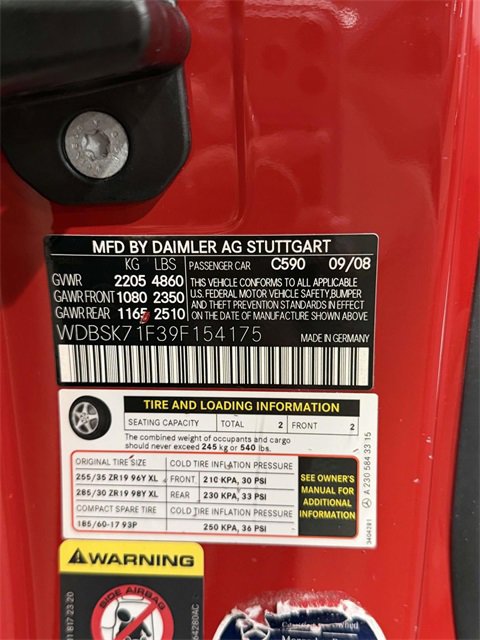 MFD BY DAIMLER AG STUTTGART
KG LBS PASSENGER CAR C590 09/08
GVWR 2205 4860 THIS VEHICLE CONFORMS TO ALL APPLICABLE
GAWR FRONT 1080 2350 U.S. FEDERAL MOTOR VEHICLE SAFETY, BUMPER
AND THEFT PREVENTION STANDARDS IN EFFECT
GAWR REAR 1165 2510 ON THE DATE OF MANUFACTURE SHOWN ABOVE.
WDBSK71F39F154175
TIRE AND LOADING INFORMATION
SEATING CAPACITY TOTAL 2 FRONT 2
The combined weight of occupants and cargo
should never exceed 245 kg or 540 lbs.
ORIGINAL TIRE SIZE COLD TIRE INFLATION PRESSURE
255/35 ZR19 96Y XL FRONT 210 KPA, 30 PSI
285/30 ZR19 98Y XL REAR 230 KPA, 33 PSI
COMPACT SPARE TIRE COLD TIRE INFLATION PRESSURE
185/60-17 93P 250 KPA, 36 PSI
SEE OWNER'S
MANUAL FOR
ADDITIONAL
INFORMATION
A 230 584 33 15
3404281
WARNING
SIDE AIRBAG